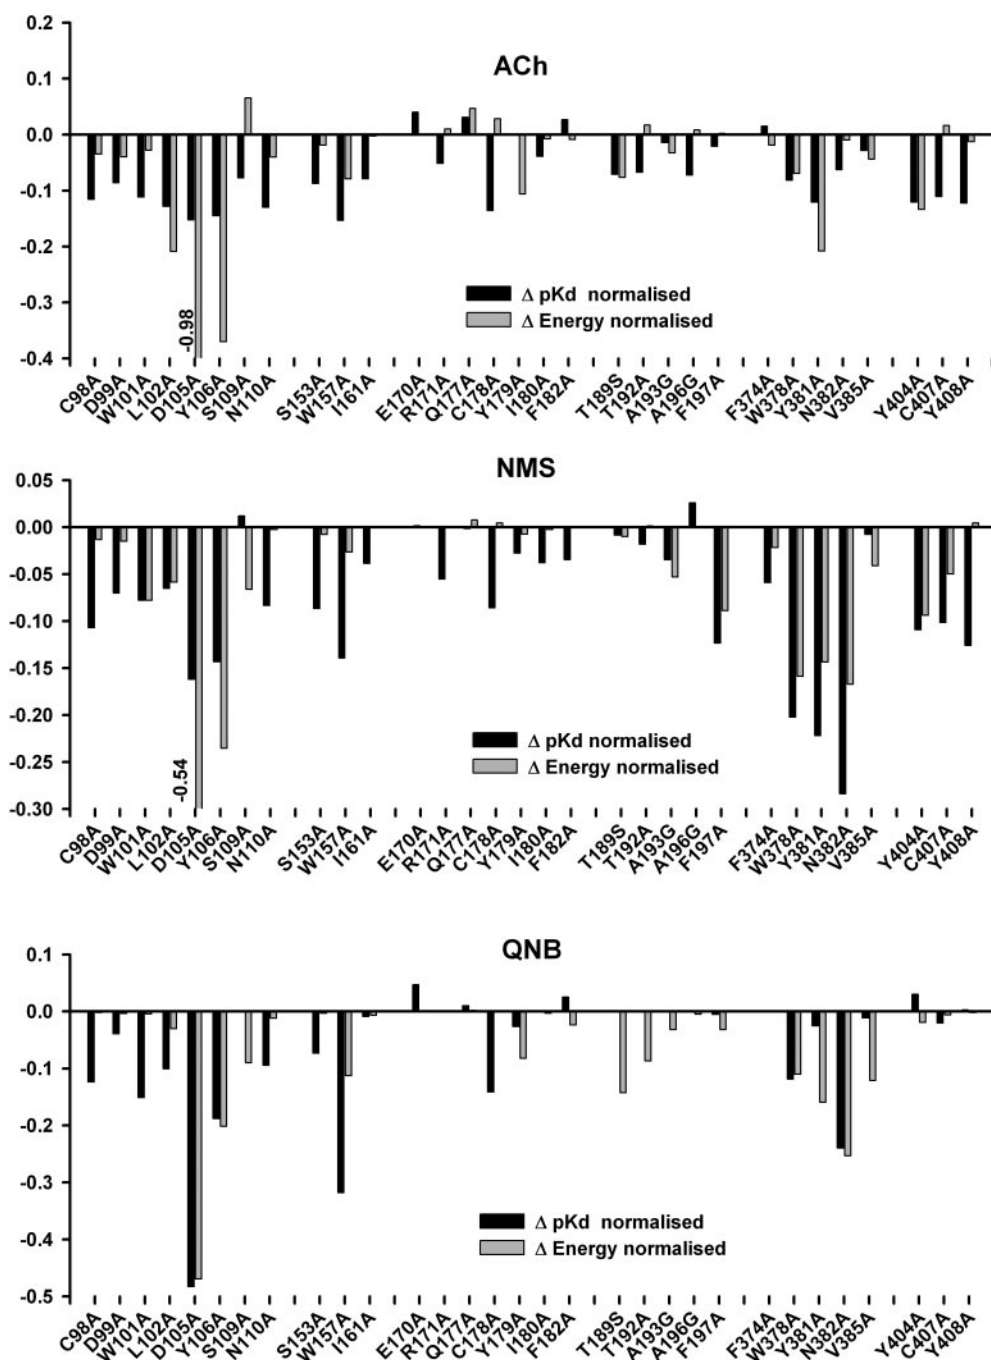 ACh
0.2
0.1
0.0
-0.1
-0.2
-0.3
-0.4
-0.98
Δ pKd normalised
Δ Energy normalised
C98A D99A W101A L102A D105A Y106A S109A N110A S153A W157A I161A E170A R171A Q177A C178A Y179A I180A F182A T189S T192A A193G A196G F197A F374A W378A Y381A N382A V385A Y404A C407A Y408A
NMS
0.05
0.00
-0.05
-0.10
-0.15
-0.20
-0.25
-0.30
-0.54
Δ pKd normalised
Δ Energy normalised
C98A D99A W101A L102A D105A Y106A S109A N110A S153A W157A I161A E170A R171A Q177A C178A Y179A I180A F182A T189S T192A A193G A196G F197A F374A W378A Y381A N382A V385A Y404A C407A Y408A
QNB
0.1
0.0
-0.1
-0.2
-0.3
-0.4
-0.5
Δ pKd normalised
Δ Energy normalised
C98A D99A W101A L102A D105A Y106A S109A N110A S153A W157A I161A E170A R171A Q177A C178A Y179A I180A F182A T189S T192A A193G A196G F197A F374A W378A Y381A N382A V385A Y404A C407A Y408A